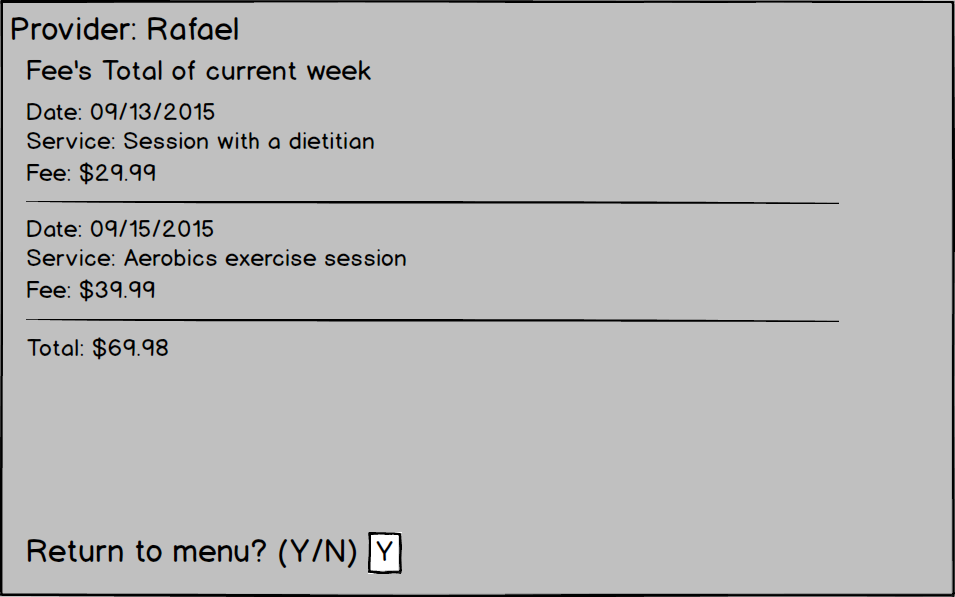 Provider: Rafael
Fee's Total of current week
Date: 09/13/2015
Service: Session with a dietitian
Fee: $29.99
Date: 09/15/2015
Service: Aerobics exercise session
Fee: $39.99
Total: $69.98
Return to menu? (Y/N) Y